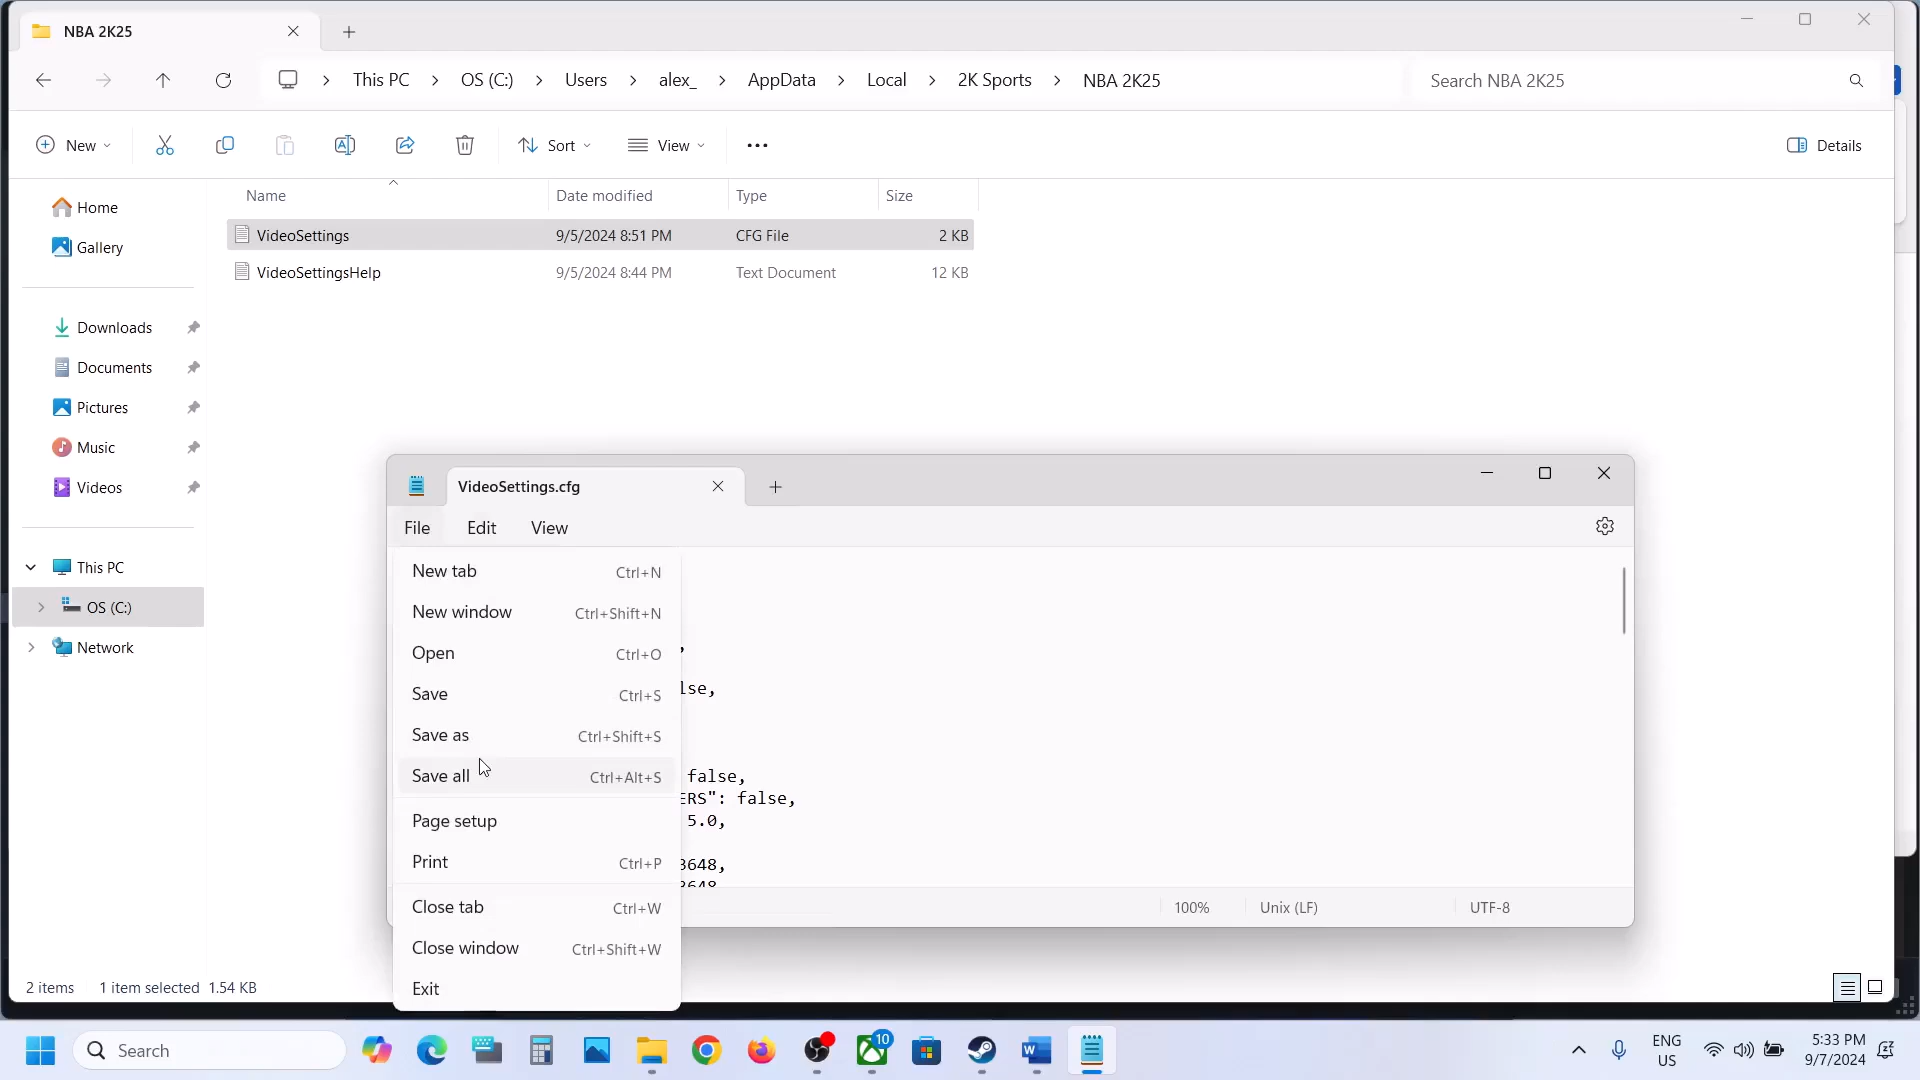 NBA 2K25
This PC
OS (C:)
Users
alex_
AppData
Local
2K Sports
NBA 2K25
Search NBA 2K25
New
Sort
View
Details
Name
Date modified
Type
Size
VideoSettings
9/5/2024 8:51 PM
CFG File
2 KB
VideoSettingsHelp
9/5/2024 8:44 PM
Text Document
12 KB
Home
Gallery
Downloads
Documents
Pictures
Music
Videos
This PC
OS (C:)
Network
VideoSettings.cfg
File
Edit
View
New tab Ctrl+N
New window Ctrl+Shift+N
Open Ctrl+O
Save Ctrl+S
Save as Ctrl+Shift+S
Save all Ctrl+Alt+S
Page setup
Print Ctrl+P
Close tab Ctrl+W
Close window Ctrl+Shift+W
Exit
,
lse,
false,
ERS": false,
5.0,
3648,
100%
Unix (LF)
UTF-8
2 items
1 item selected 1.54 KB
Search
10
ENG
US
5:33 PM
9/7/2024